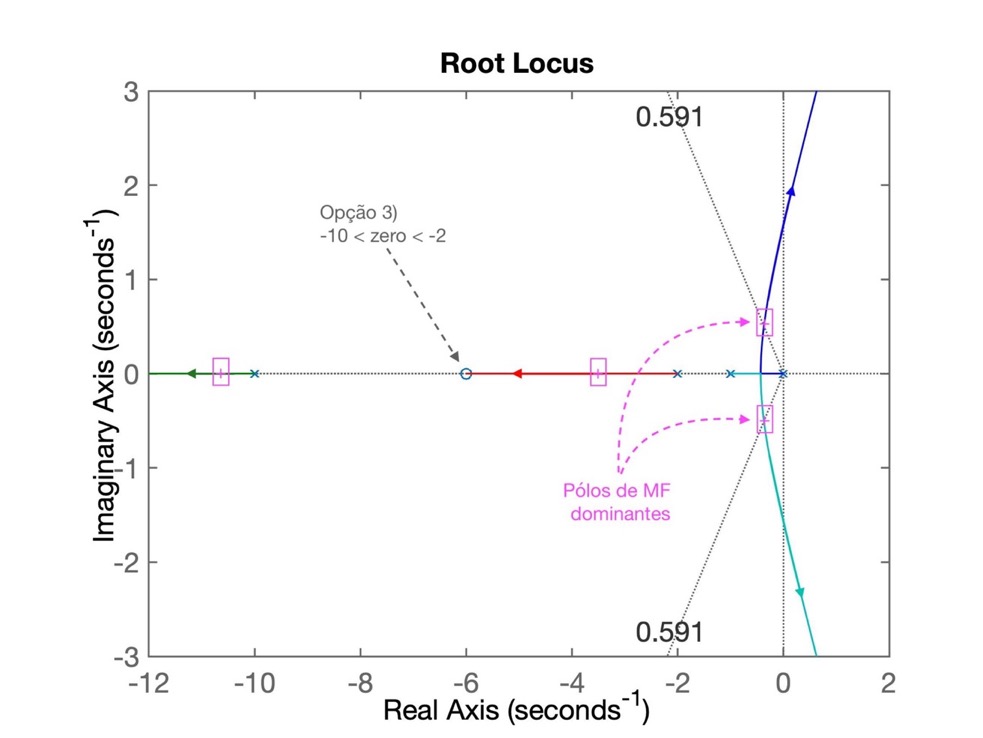 Root Locus
3
0.591
2
Opção 3)
-10 < zero < -2
1
0
-1
Pólos de MF
dominantes
-2
0.591
-3
-12 -10 -8 -6 -4 -2 0 2
Real Axis (seconds-1)
Imaginary Axis (seconds-1)